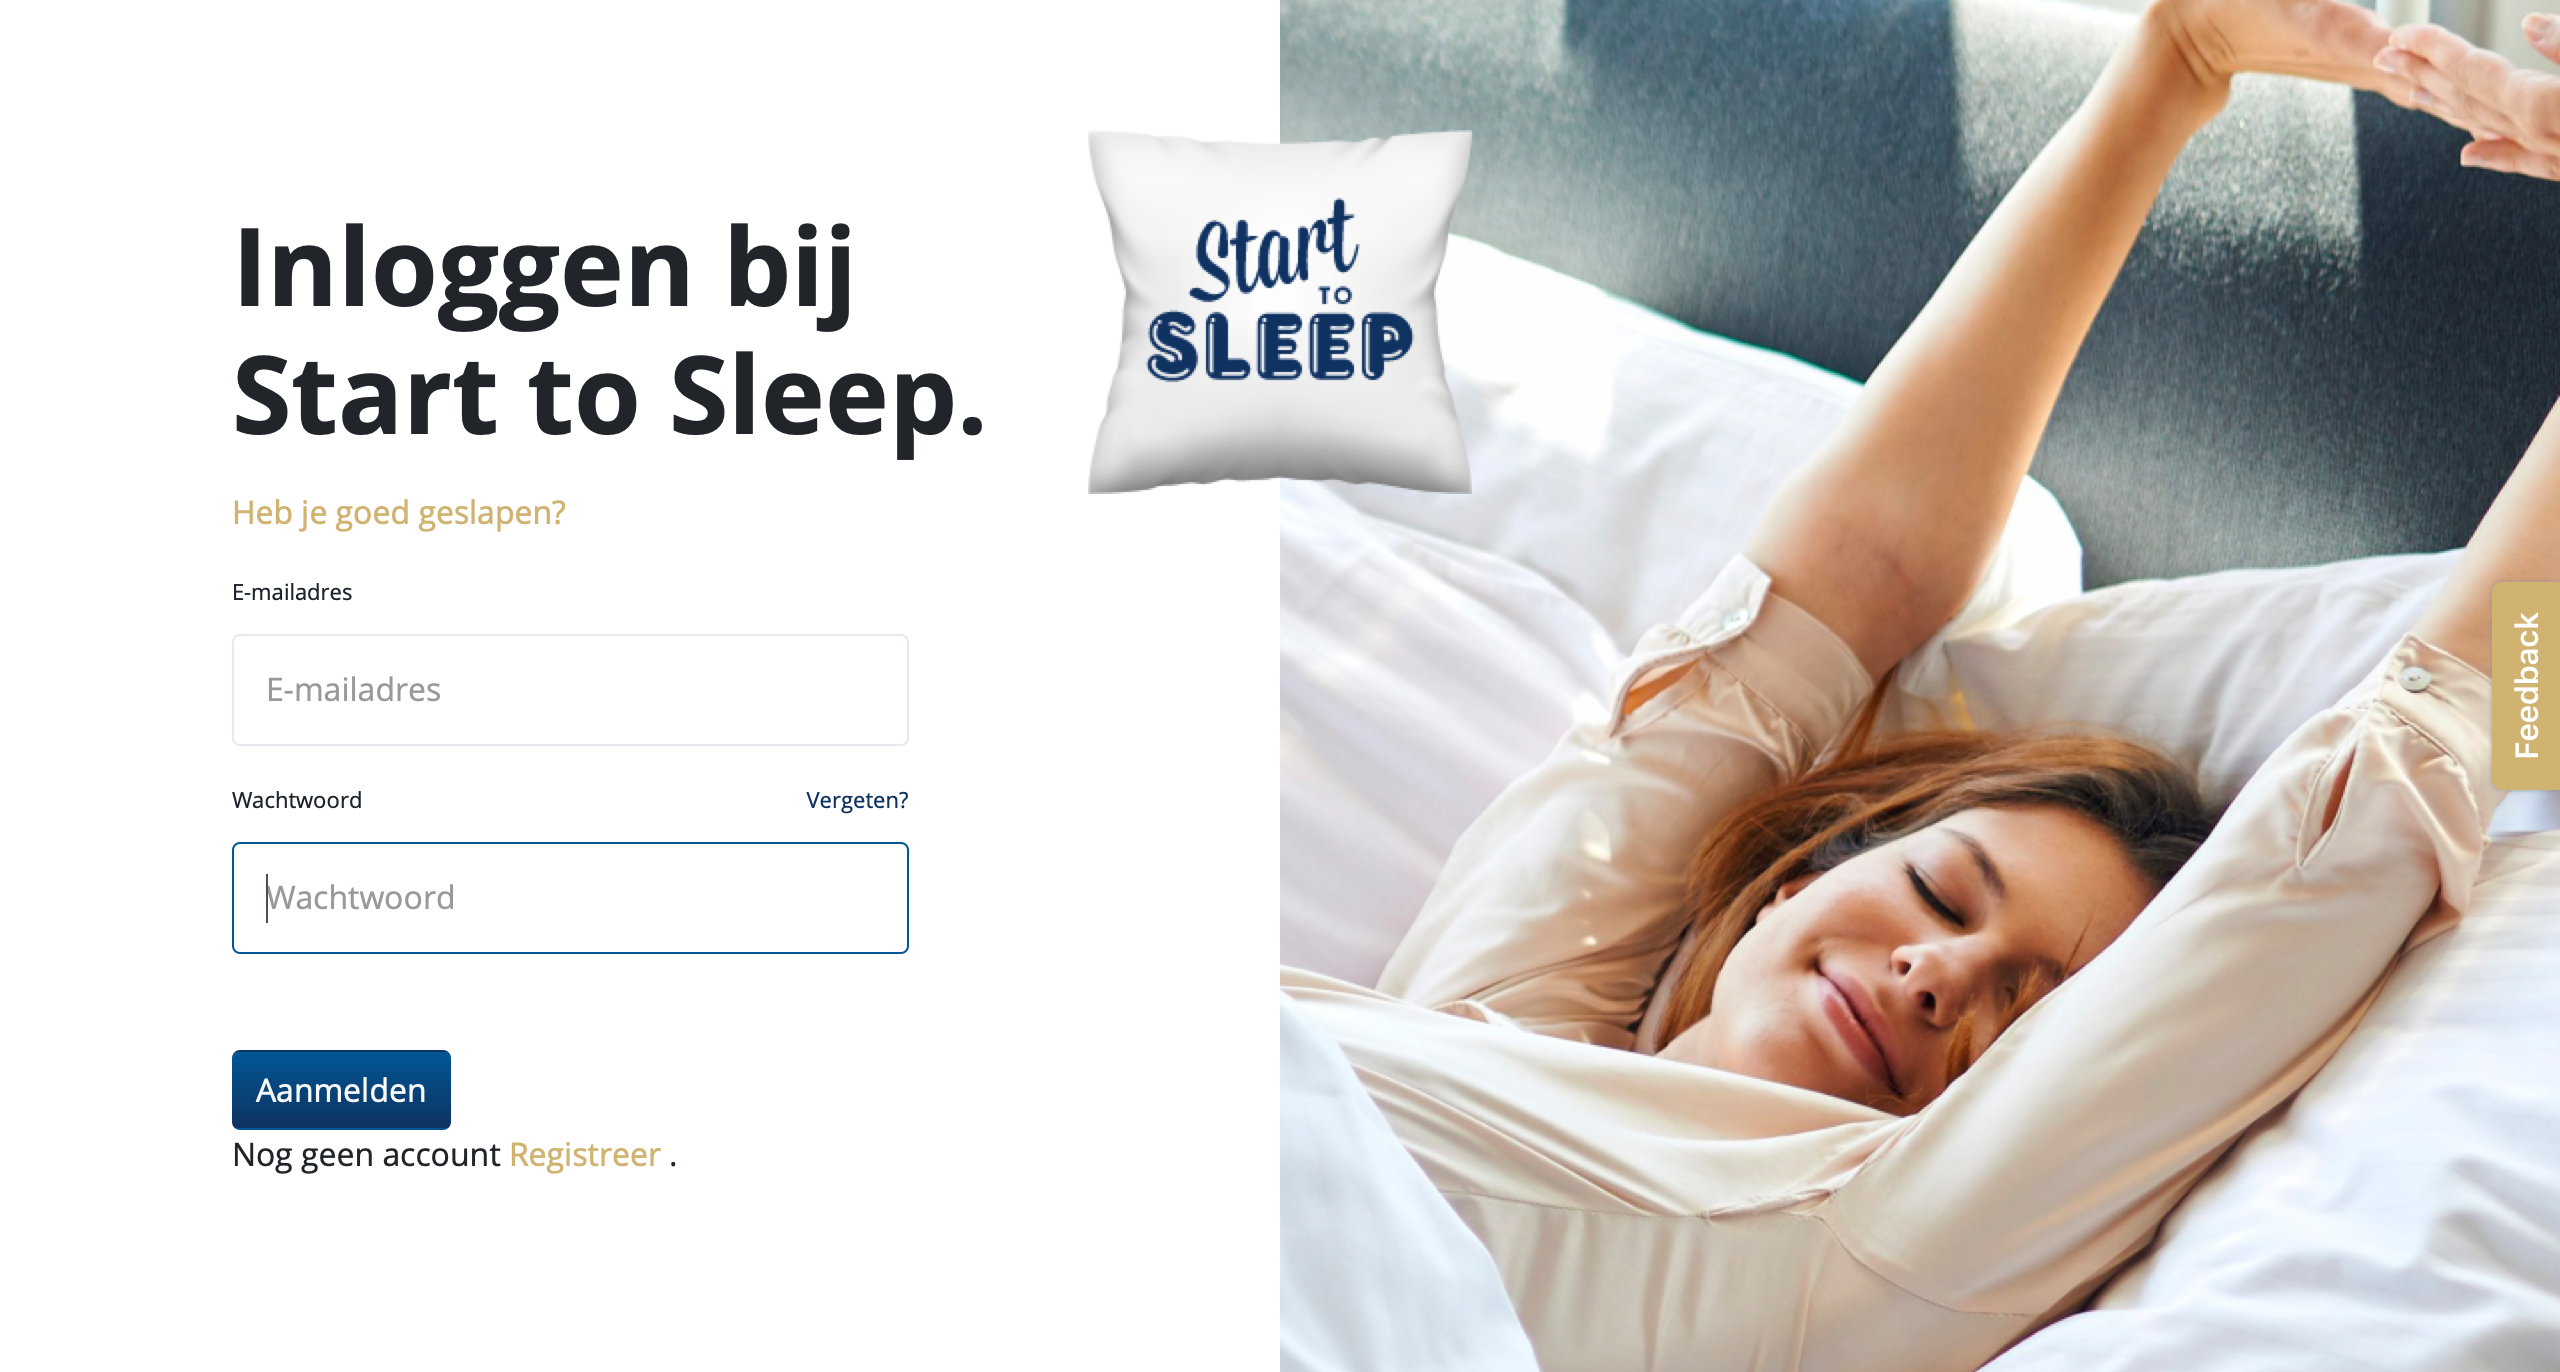 Inloggen bij
Start to Sleep.
Heb je goed geslapen?
E-mailadres
E-mailadres
Wachtwoord Vergeten?
Wachtwoord
Aanmelden
Nog geen account Registreer .
Start
TO
SLEEP
Feedback